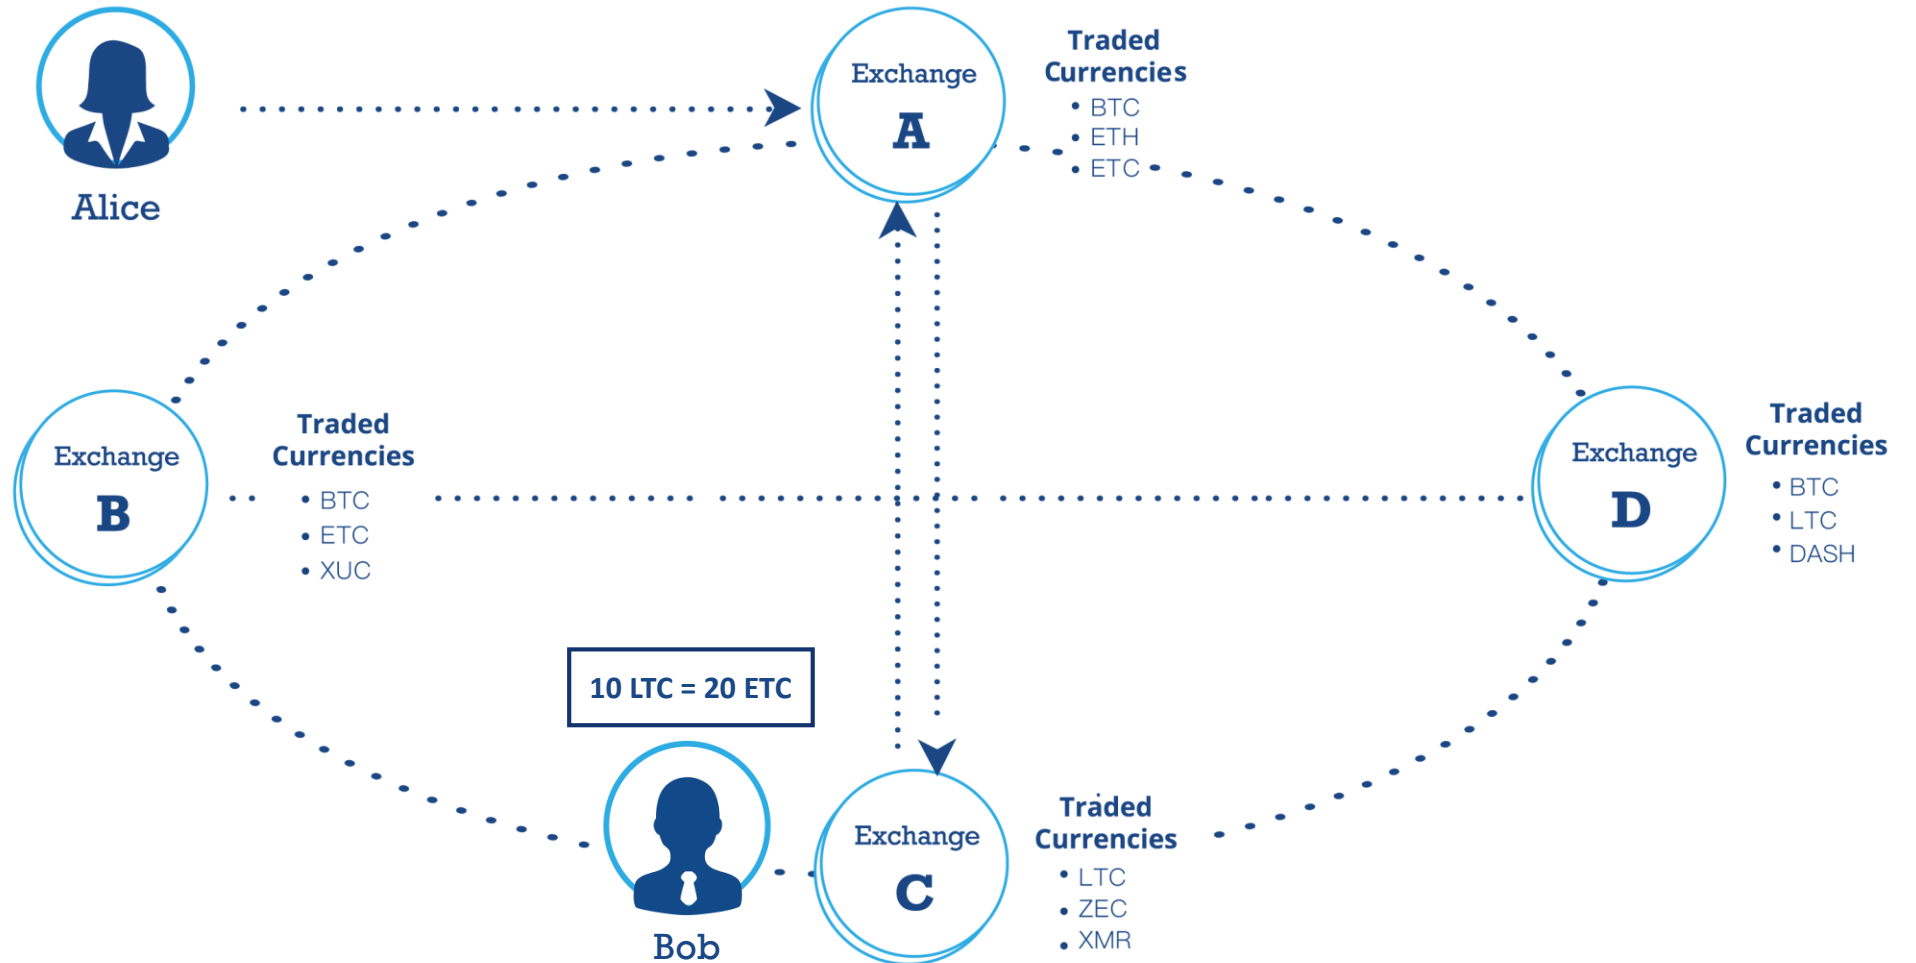 Alice
Exchange
A
Traded
Currencies
• BTC
• ETH
• ETC
Exchange
B
Traded
Currencies
• BTC
• ETC
• XUC
Exchange
D
Traded
Currencies
• BTC
• LTC
• DASH
10 LTC = 20 ETC
Bob
Exchange
C
Traded
Currencies
• LTC
• ZEC
• XMR